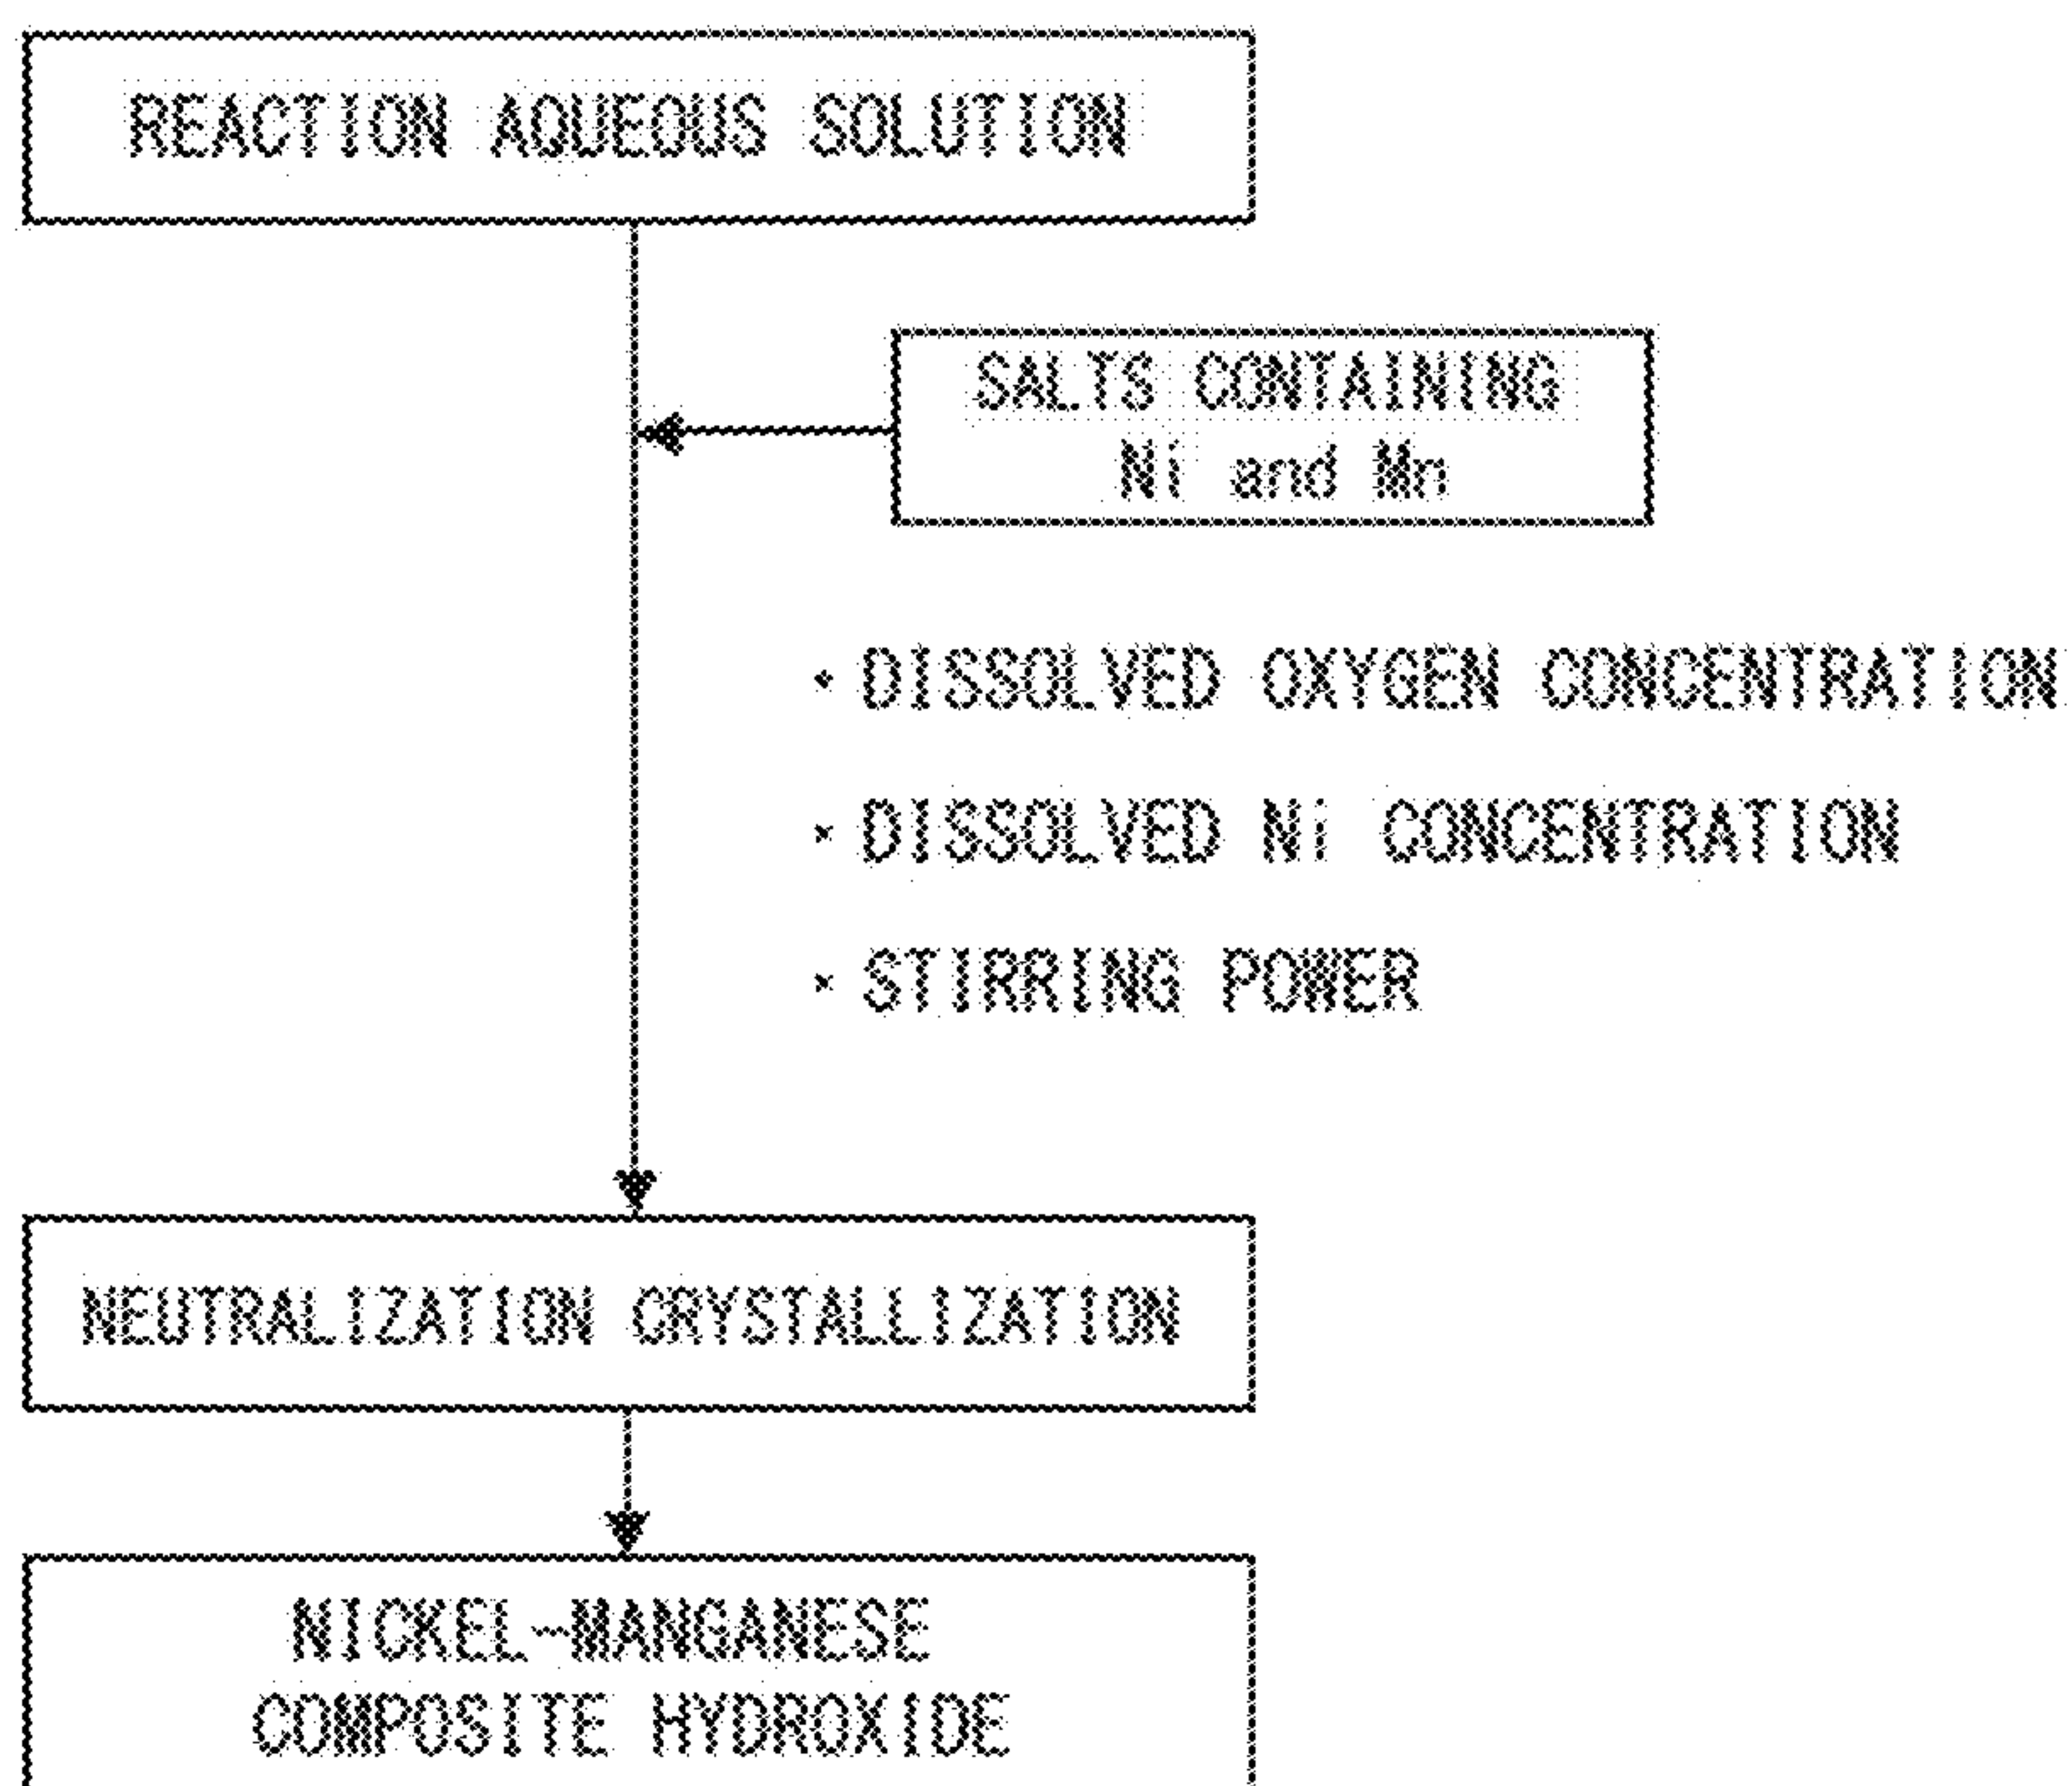 REACTION AQUEOUS SOLUTION
SALTS CONTAINING
Ni and Mn
・DISSOLVED OXYGEN CONCENTRATION
・DISSOLVED Ni CONCENTRATION
・STIRRING POWER
NEUTRALIZATION CRYSTALLIZATION
NICKEL-MANGANESE
COMPOSITE HYDROXIDE